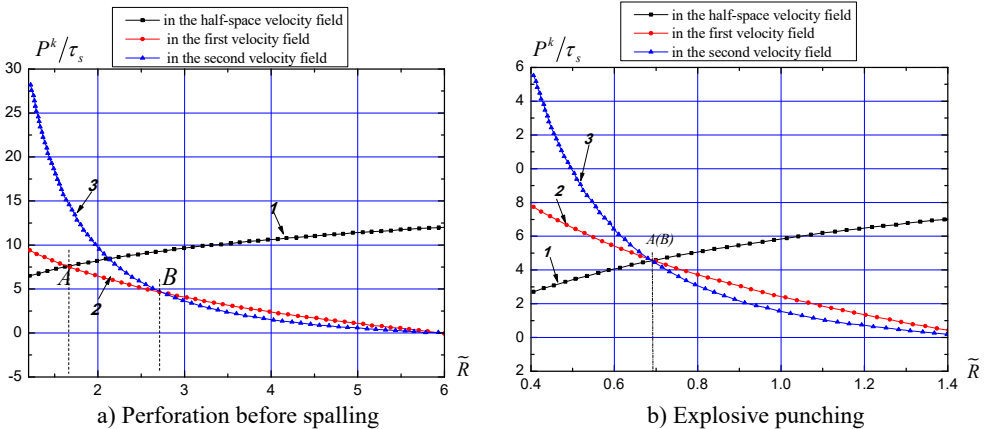 in the half-space velocity field
in the first velocity field
in the second velocity field
P^k/τ_s
30
25
20
15
10
5
0
-5
2
3
4
5
6
R̃
1
2
3
A
B
a) Perforation before spalling
in the half-space velocity field
in the first velocity field
in the second velocity field
P^k/τ_s
6
5
2
0
6
4
2
0
2
0.4
0.6
0.8
1.0
1.2
1.4
R̃
3
2
1
A(B)
b) Explosive punching